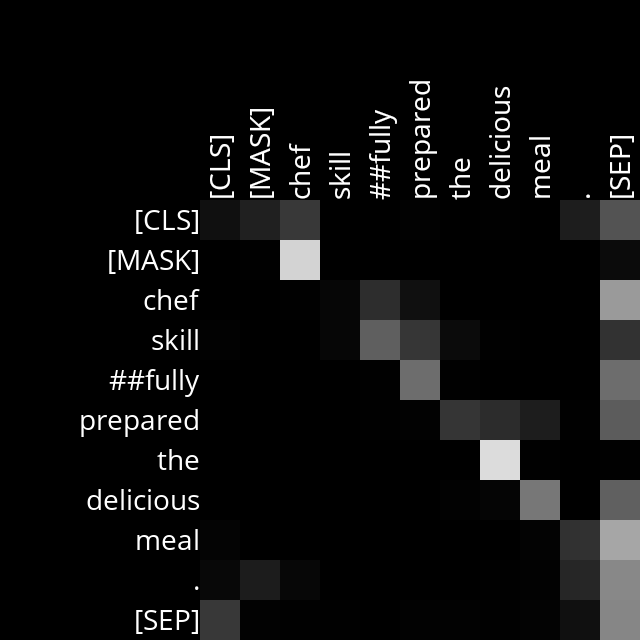 [CLS]
[MASK]
chef
skill
##fully
prepared
the
delicious
meal
.
[SEP]
[CLS]
[MASK]
chef
skill
##fully
prepared
the
delicious
meal
.
[SEP]